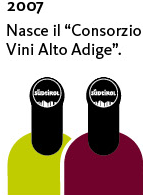 2007
Nasce il “Consorzio
Vini Alto Adige”.
SÜDTIROL SÜDTIROL